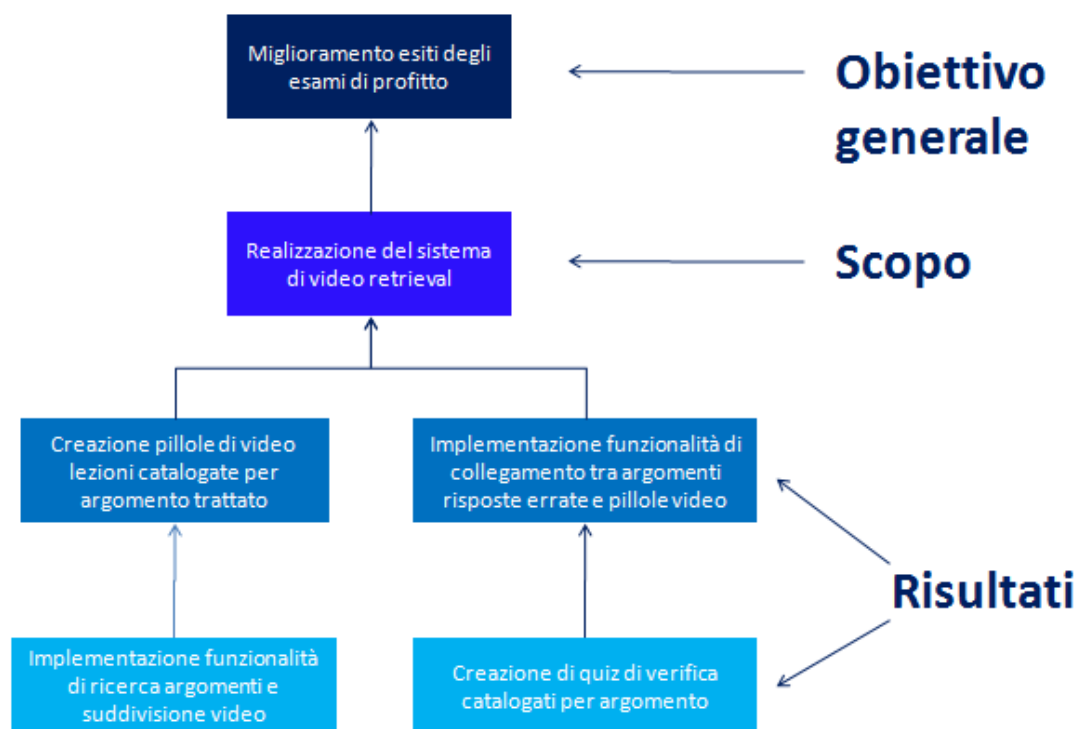 Miglioramento esiti degli
esami di profitto
Obiettivo
generale
Realizzazione del sistema
di video retrieval
Scopo
Creazione pillole di video
lezioni catalogate per
argomento trattato
Implementazione funzionalità di
collegamento tra argomenti
risposte errate e pillole video
Risultati
Implementazione funzionalità
di ricerca argomenti e
suddivisione video
Creazione di quiz di verifica
catalogati per argomento